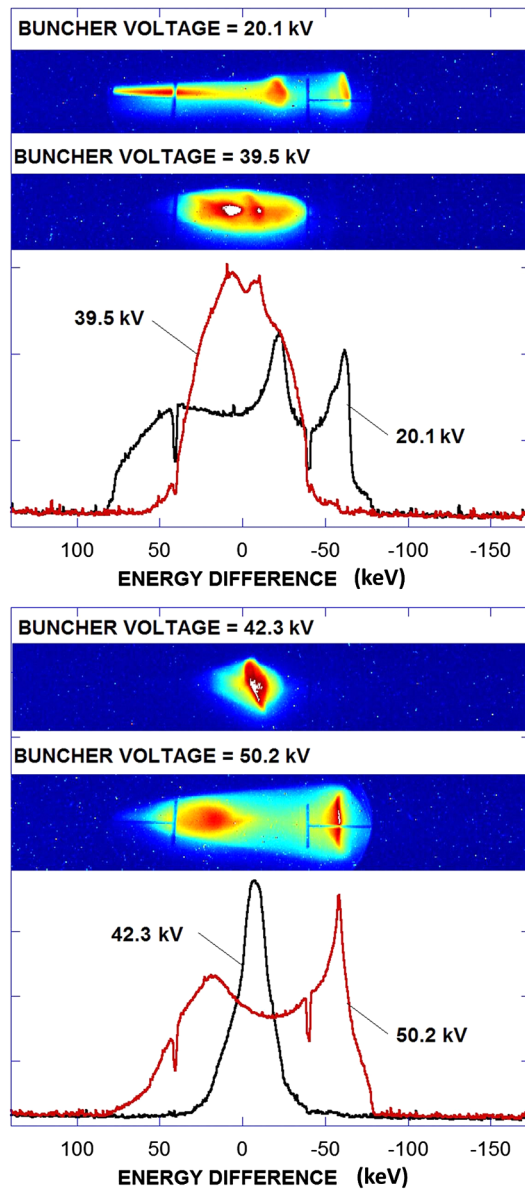 BUNCHER VOLTAGE = 20.1 kV
BUNCHER VOLTAGE = 39.5 kV
39.5 kV
20.1 kV
100 50 0 -50 -100 -150
ENERGY DIFFERENCE (keV)
BUNCHER VOLTAGE = 42.3 kV
BUNCHER VOLTAGE = 50.2 kV
42.3 kV
50.2 kV
100 50 0 -50 -100 -150
ENERGY DIFFERENCE (keV)